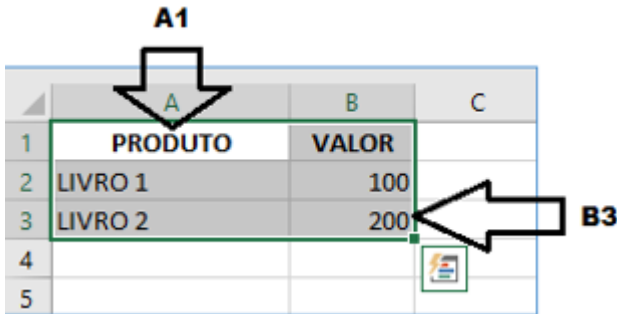 A1
A B C
1 PRODUTO VALOR
2 LIVRO 1 100
3 LIVRO 2 200 B3
4
5